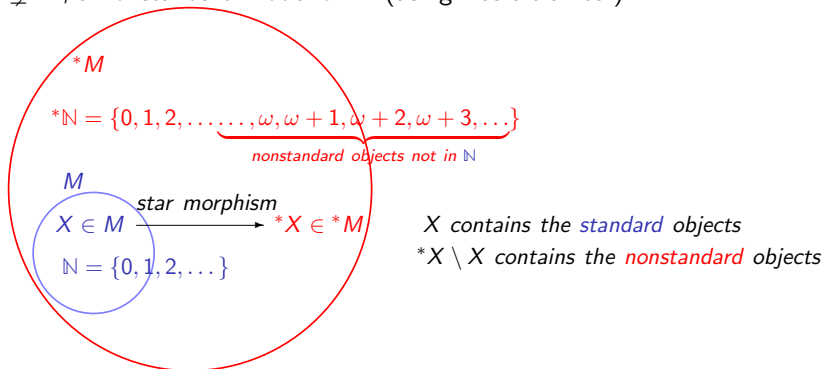 *M
*ℕ = {0, 1, 2, . . . . . . , ω, ω + 1, ω + 2, ω + 3, . . .}
nonstandard objects not in ℕ
M
star morphism
X ∈ M *X ∈ *M X contains the standard objects
*X \ X contains the nonstandard objects
ℕ = {0, 1, 2, . . . }